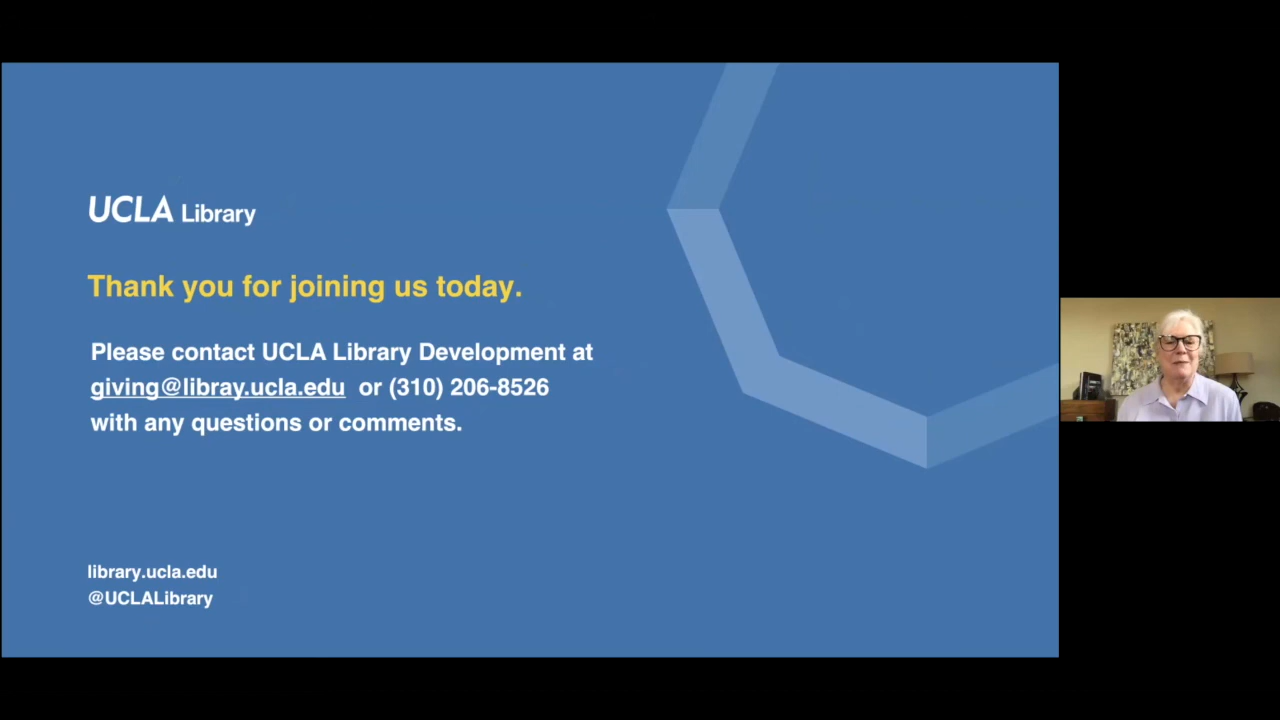 UCLA Library
Thank you for joining us today.
Please contact UCLA Library Development at
giving@libray.ucla.edu or (310) 206-8526
with any questions or comments.
library.ucla.edu
@UCLALibrary